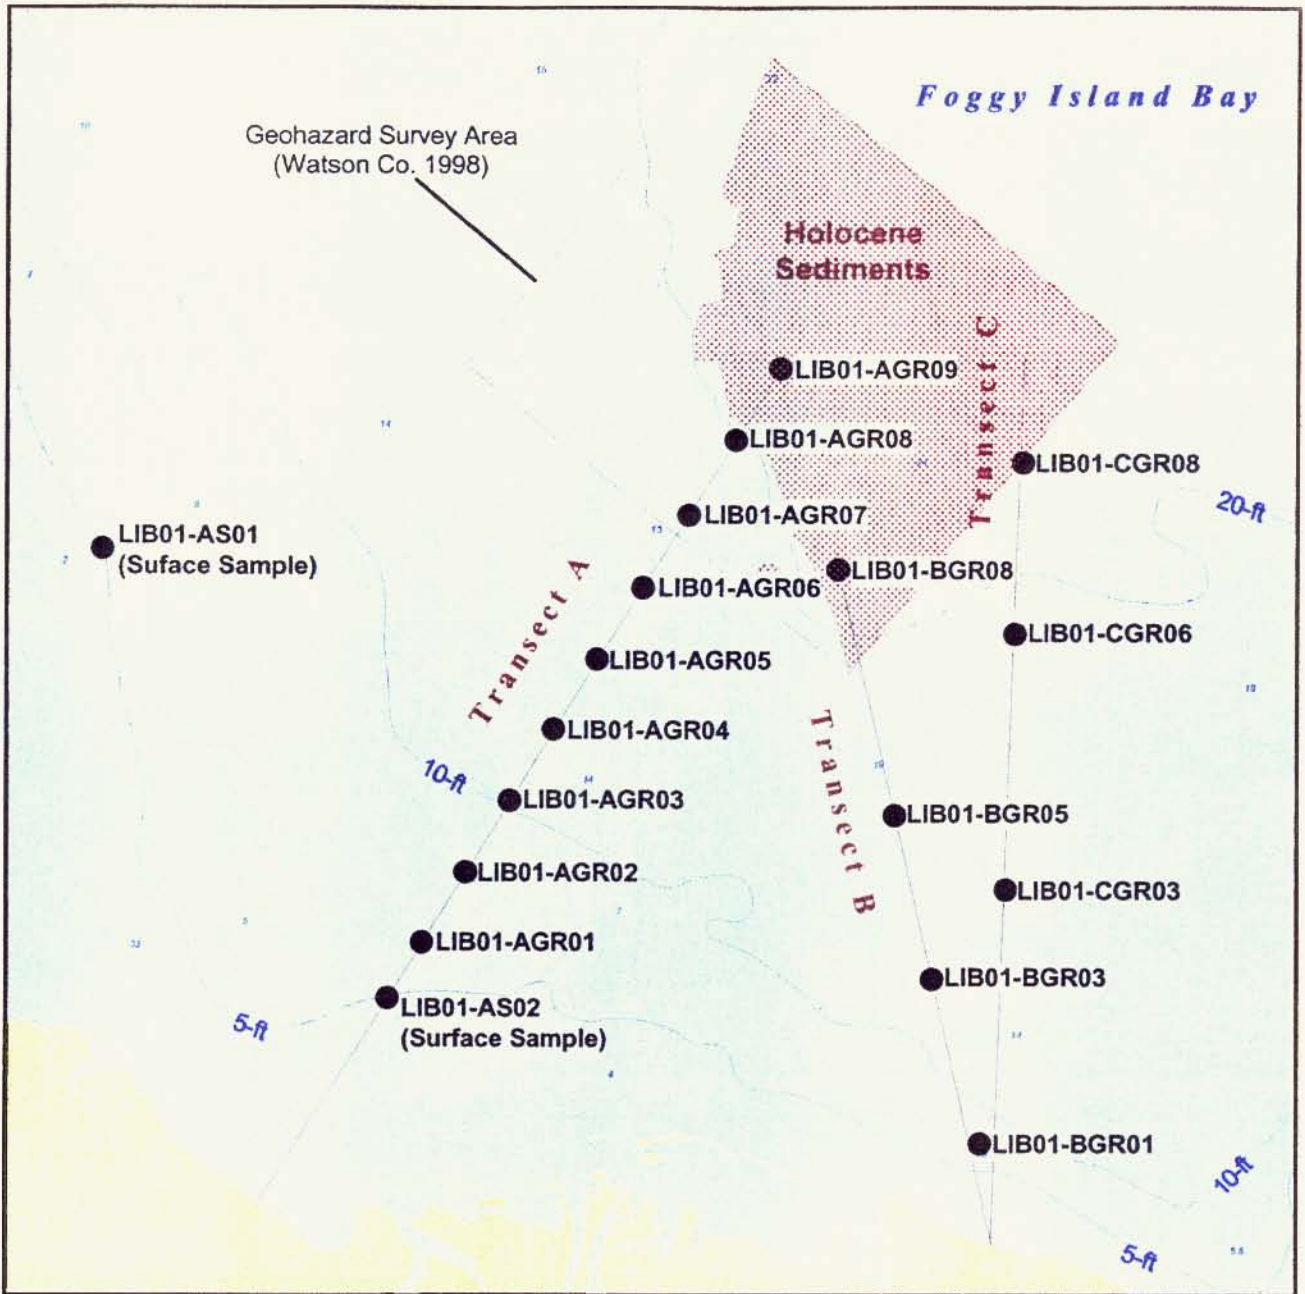 Foggy Island Bay
Geohazard Survey Area
(Watson Co. 1998)
Holocene
Sediments
Transect C
LIB01-AGR09
LIB01-AGR08
LIB01-CGR08
20-ft
LIB01-AGR07
LIB01-AS01
(Suface Sample)
LIB01-BGR08
LIB01-AGR06
Transect A
LIB01-CGR06
LIB01-AGR05
LIB01-AGR04
Transect B
10-ft
LIB01-AGR03
LIB01-BGR05
LIB01-AGR02
LIB01-CGR03
LIB01-AGR01
LIB01-BGR03
LIB01-AS02
(Surface Sample)
5-ft
LIB01-BGR01
10-ft
5-ft